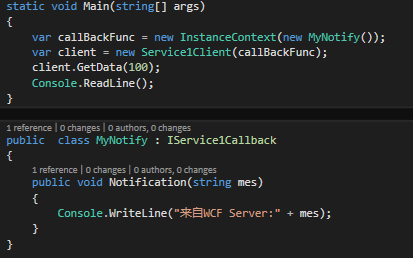 static void Main(string[] args)
{
var callBackFunc = new InstanceContext(new MyNotify());
var client = new Service1Client(callBackFunc);
client.GetData(100);
Console.ReadLine();
}
1 reference | 0 changes | 0 authors, 0 changes
public class MyNotify : IService1Callback
{
1 reference | 0 changes | 0 authors, 0 changes
public void Notification(string mes)
{
Console.WriteLine("来自WCF Server:" + mes);
}
}